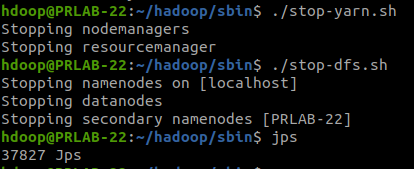 hdoop@PRLAB-22:~/hadoop/sbin$ ./stop-yarn.sh
Stopping nodemanagers
Stopping resourcemanager
hdoop@PRLAB-22:~/hadoop/sbin$ ./stop-dfs.sh
Stopping namenodes on [localhost]
Stopping datanodes
Stopping secondary namenodes [PRLAB-22]
hdoop@PRLAB-22:~/hadoop/sbin$ jps
37827 Jps